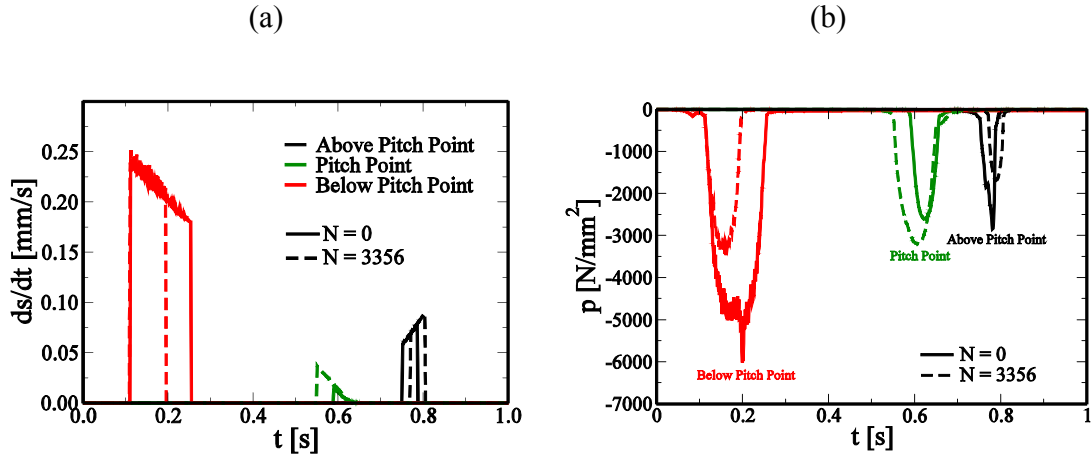 (a)
(b)
ds/dt [mm/s]
0.25
0.20
0.15
0.10
0.05
0.00
0.0 0.2 0.4 0.6 0.8 1.0
t [s]
Above Pitch Point
Pitch Point
Below Pitch Point
N = 0
N = 3356
p [N/mm²]
0
-1000
-2000
-3000
-4000
-5000
-6000
-7000
0 0.2 0.4 0.6 0.8 1
t [s]
Above Pitch Point
Pitch Point
Below Pitch Point
N = 0
N = 3356